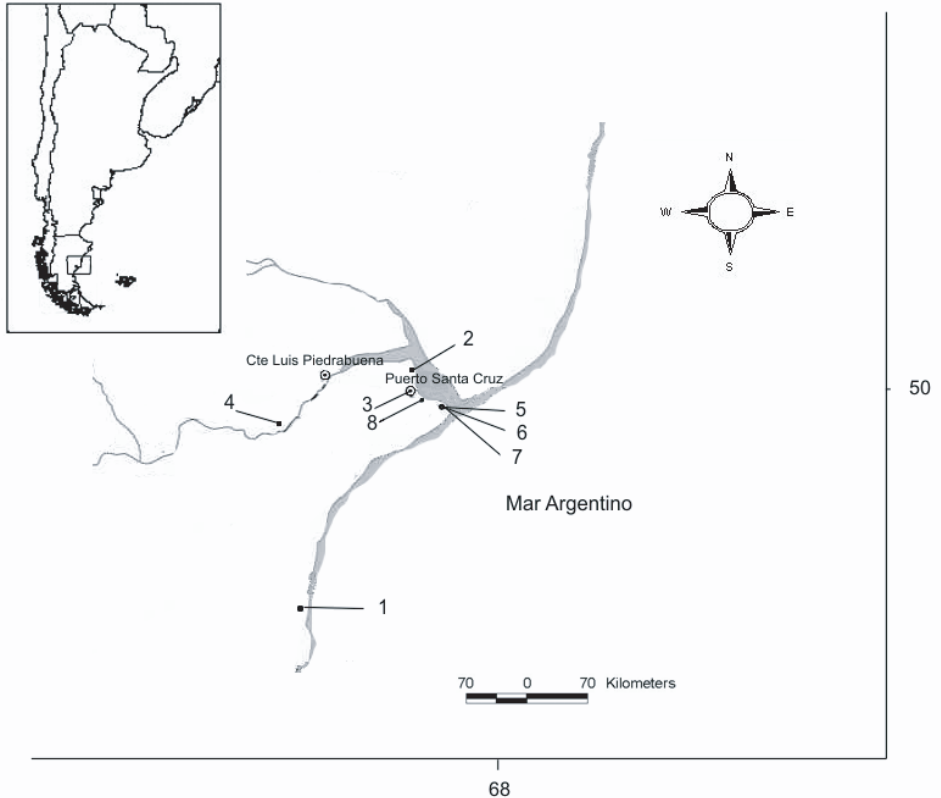 N
W E
S
2
Cte Luis Piedrabuena
Puerto Santa Cruz
50
4
3
8
5
6
7
Mar Argentino
1
70 0 70 Kilometers
68